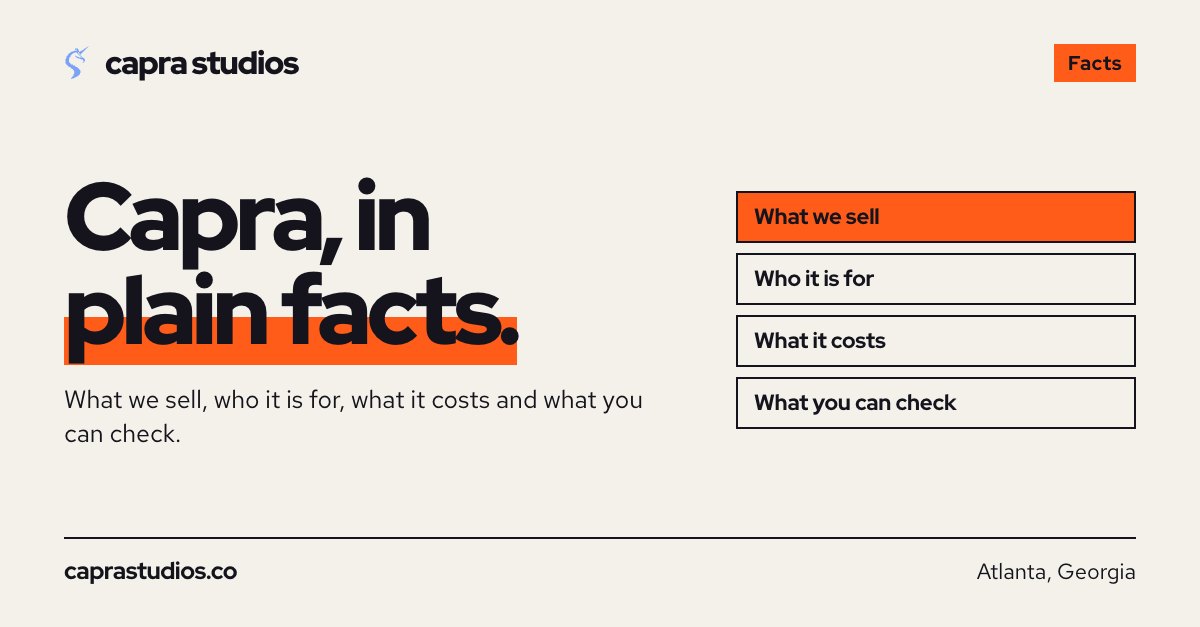 capra studios
Facts
Capra, in
plain facts.
What we sell, who it is for, what it costs and what you
can check.
What we sell
Who it is for
What it costs
What you can check
caprastudios.co
Atlanta, Georgia